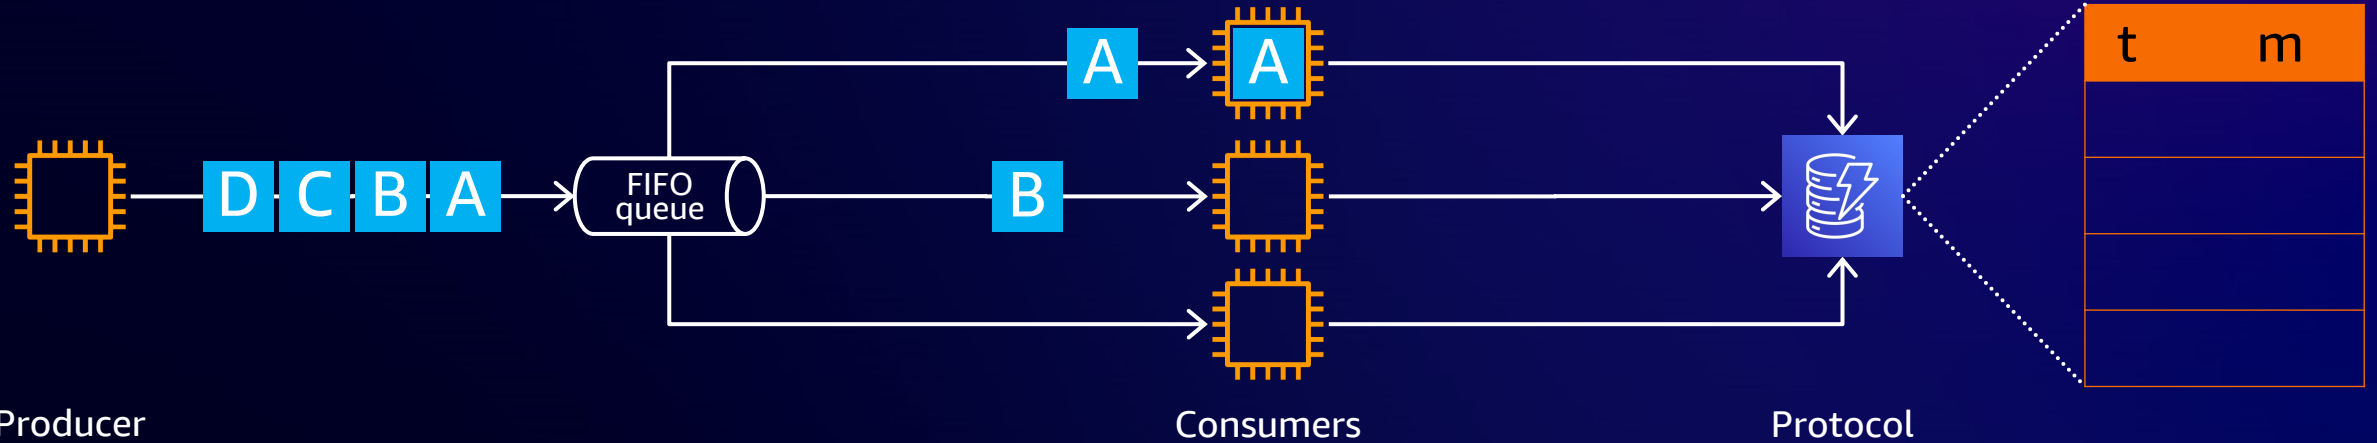 A
A
t m
D C B A
FIFO
queue
B
Producer
Consumers
Protocol